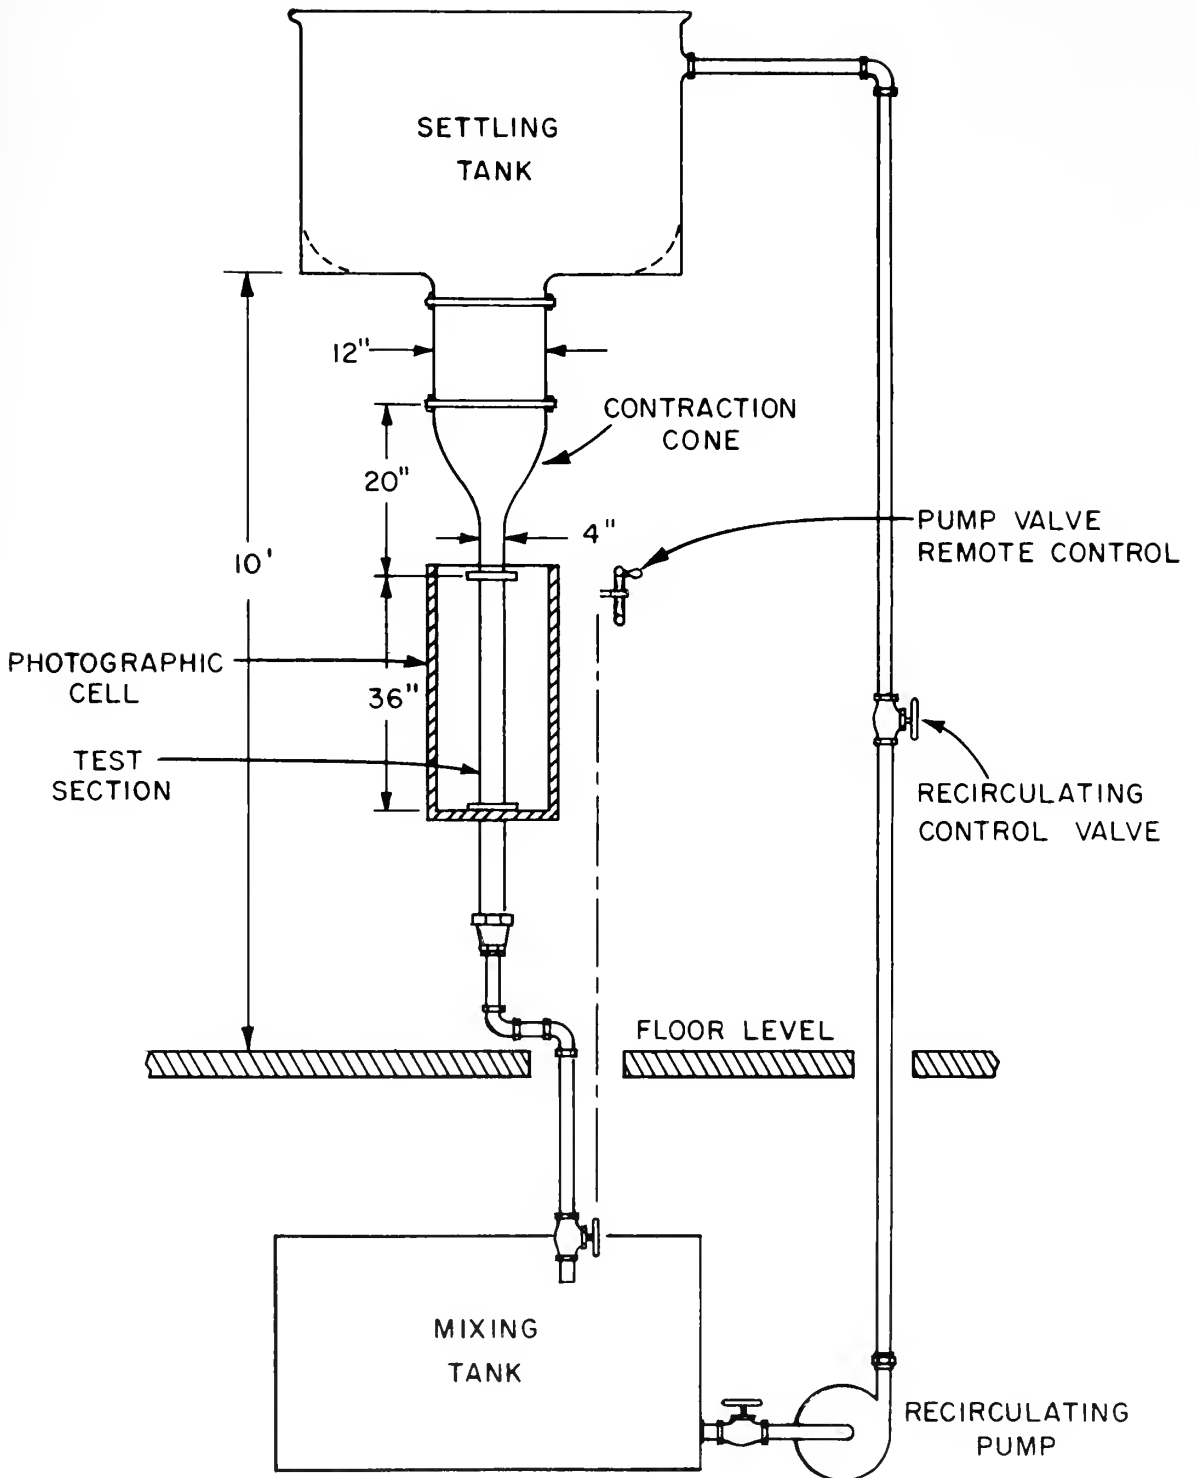 SETTLING
TANK
12"
CONTRACTION
CONE
20"
4"
PUMP VALVE
REMOTE CONTROL
10'
PHOTOGRAPHIC
CELL
36"
TEST
SECTION
RECIRCULATING
CONTROL VALVE
FLOOR LEVEL
MIXING
TANK
RECIRCULATING
PUMP